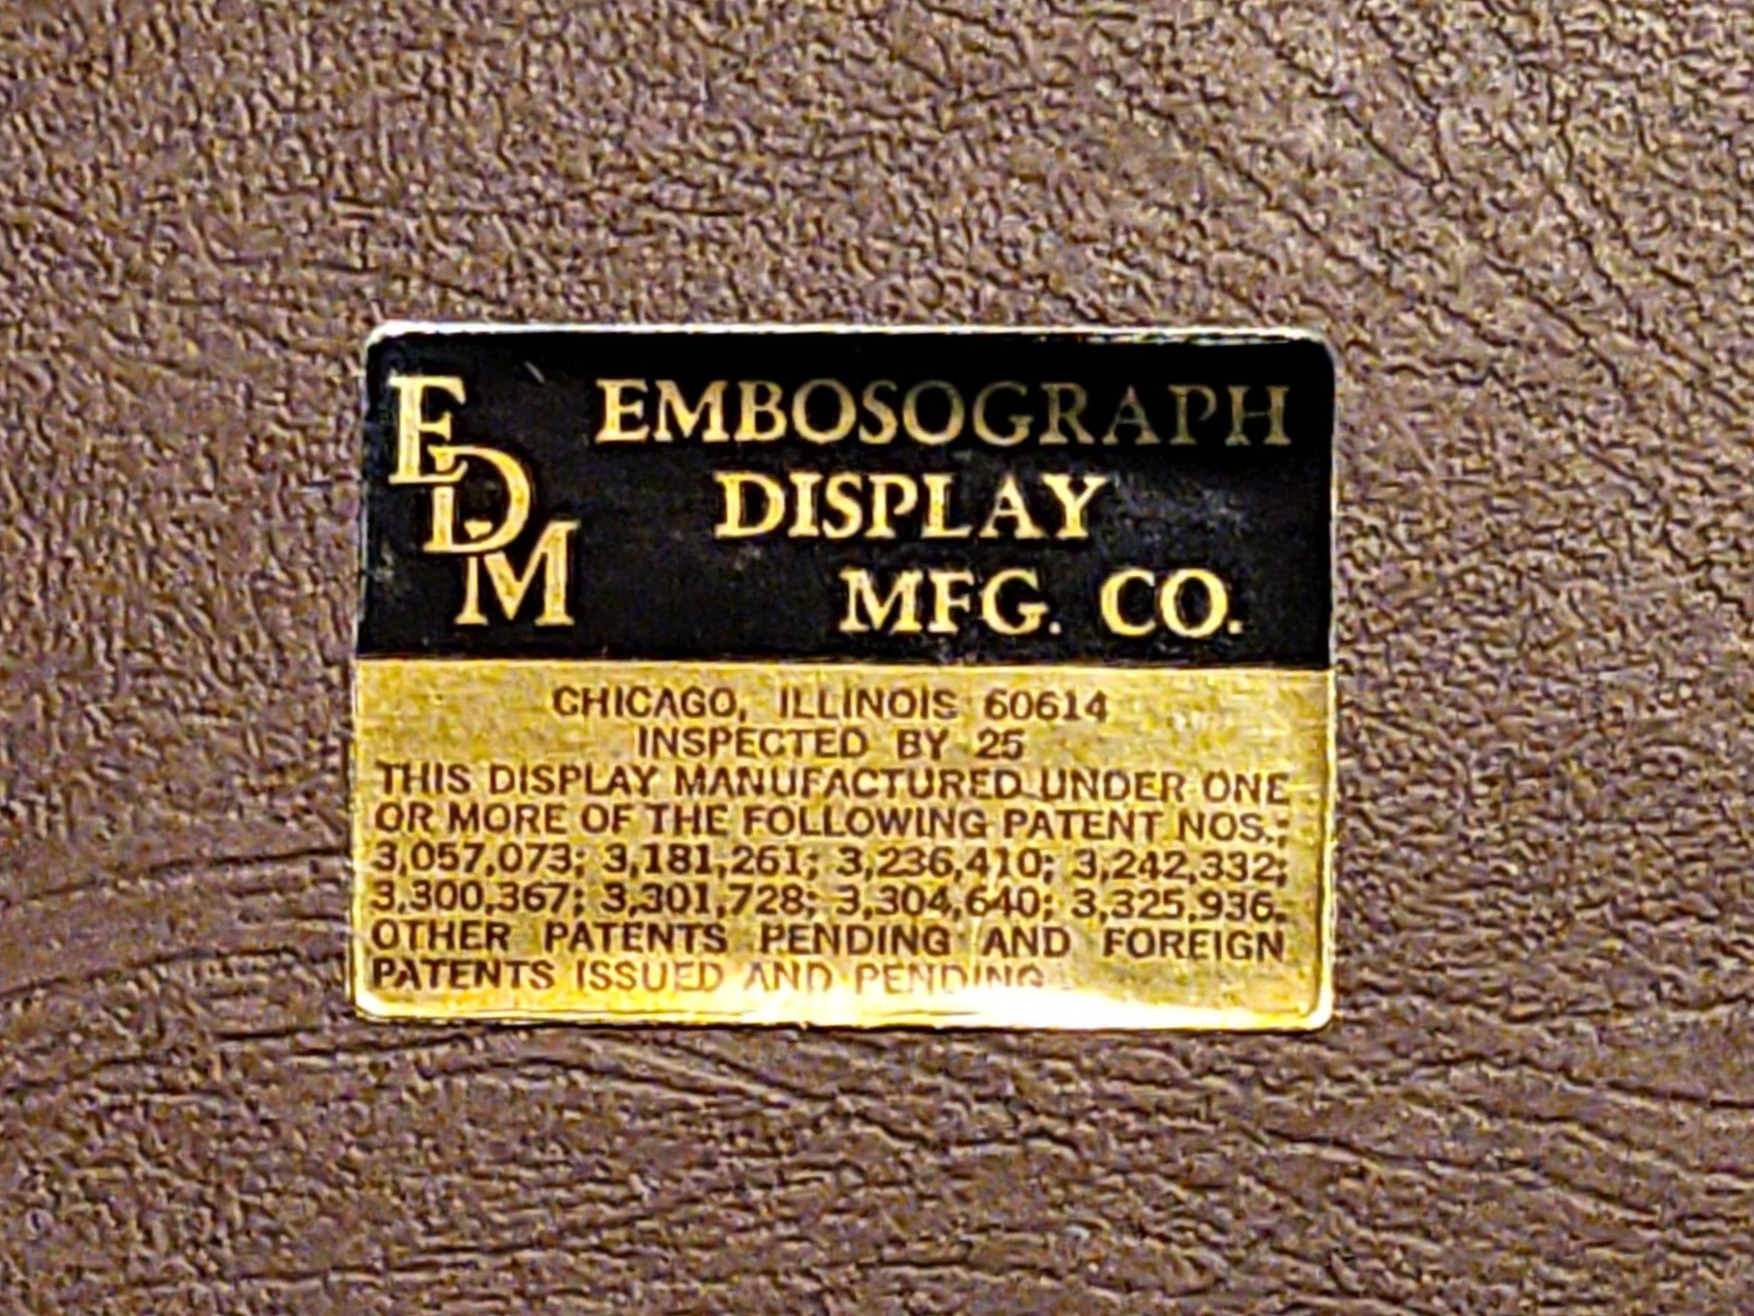 EDM
EMBOSOGRAPH
DISPLAY
MFG. CO.
CHICAGO, ILLINOIS 60614
INSPECTED BY 25
THIS DISPLAY MANUFACTURED UNDER ONE
OR MORE OF THE FOLLOWING PATENT NOS.;
3,057,073; 3,181,261; 3,236,410; 3,242,332;
3,300,367; 3,301,728; 3,304,640; 3,325,936.
OTHER PATENTS PENDING AND FOREIGN
PATENTS ISSUED AND PENDING